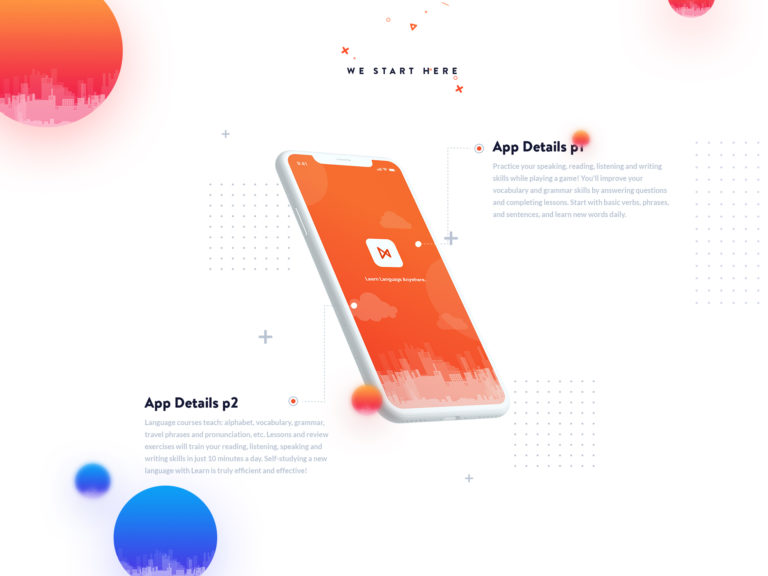 WE START HERE
App Details p1
Practice your speaking, reading, listening and writing
skills while playing a game! You'll improve your
vocabulary and grammar skills by answering questions
and completing lessons. Start with basic verbs, phrases,
and sentences, and learn new words daily.
9:41
Learn Language Anywhere.
App Details p2
Language courses teach: alphabet, vocabulary, grammar,
travel phrases and pronunciation, etc. Lessons and review
exercises will train your reading, listening, speaking and
writing skills in just 10 minutes a day. Self-studying a new
language with Learn is truly efficient and effective!